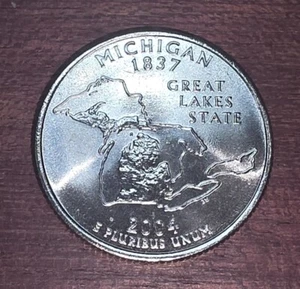 MICHIGAN
1837
GREAT
LAKES
STATE
2004
E PLURIBUS UNUM